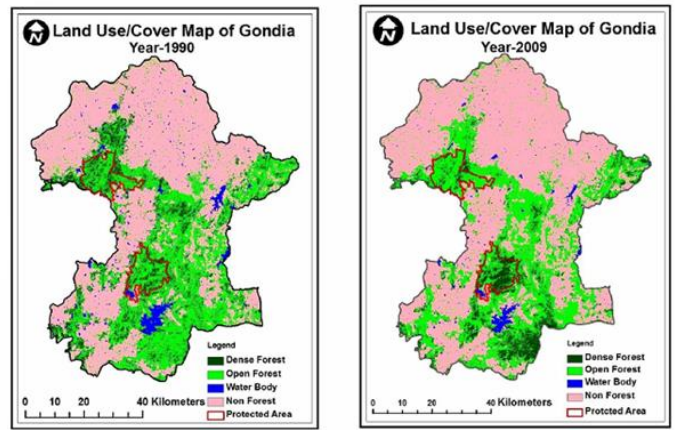 N
Land Use/Cover Map of Gondia
Year-1990
Legend
Dense Forest
Open Forest
Water Body
Non Forest
Protected Area
40 Kilometers
0
10
20
40 Kilometers
N
Land Use/Cover Map of Gondia
Year-2009
Legend
Dense Forest
Open Forest
Water Body
Non Forest
Protcted Area
0
10
20
40 Kilometers